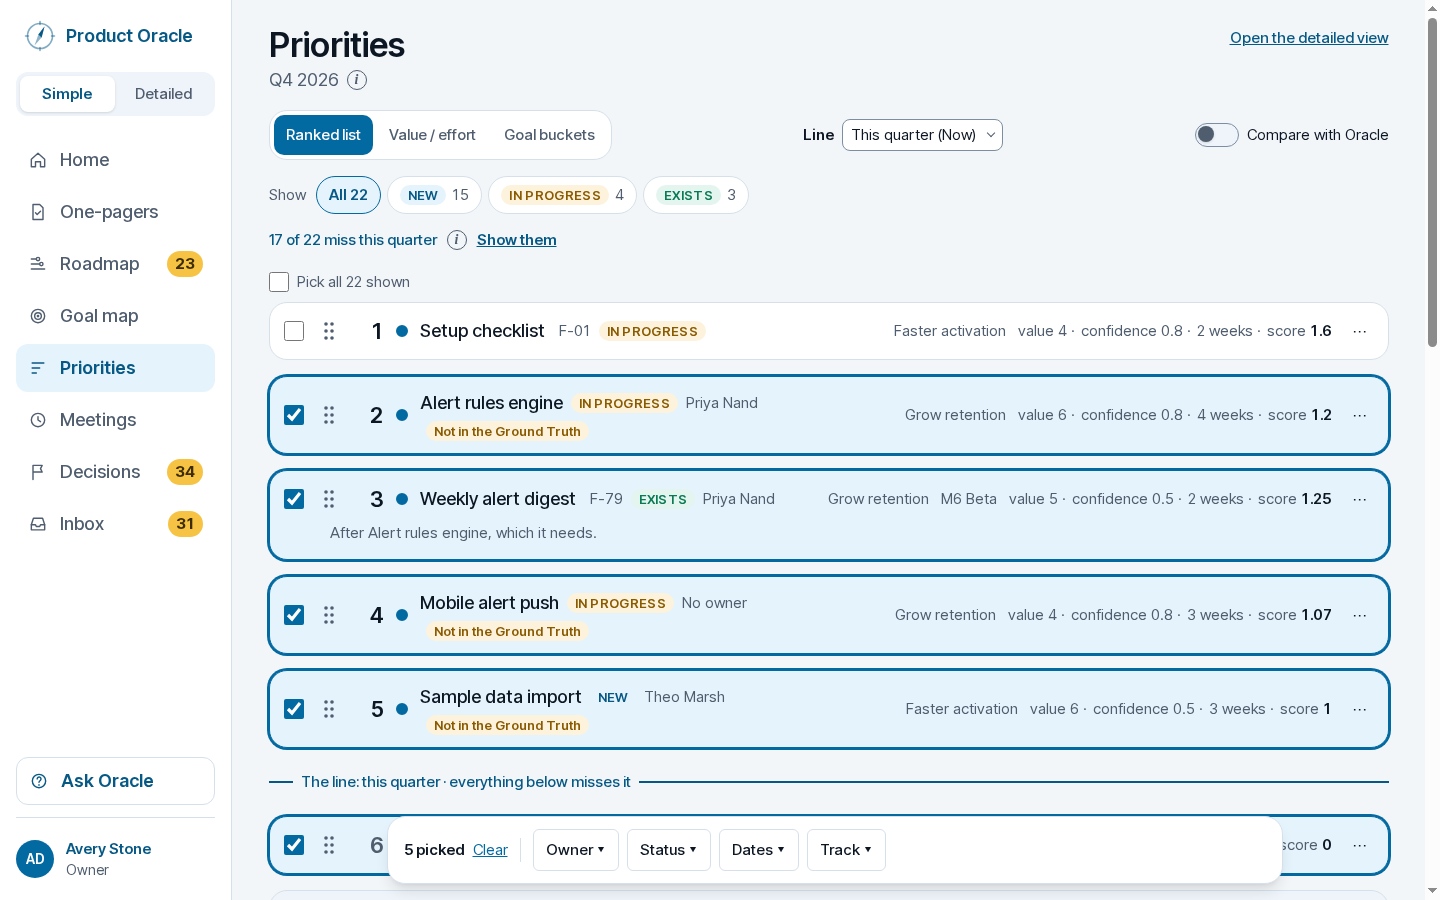 Product Oracle
Simple
Detailed
Home
One-pagers
Roadmap 23
Goal map
Priorities
Meetings
Decisions 34
Inbox 31
Ask Oracle
AD
Avery Stone
Owner
Priorities
Open the detailed view
Q4 2026 i
Ranked list
Value / effort
Goal buckets
Line This quarter (Now)
Compare with Oracle
Show All 22 NEW 15 IN PROGRESS 4 EXISTS 3
17 of 22 miss this quarter i Show them
Pick all 22 shown
1 Setup checklist F-01 IN PROGRESS Faster activation value 4 · confidence 0.8 · 2 weeks · score 1.6 ···
2 Alert rules engine IN PROGRESS Priya Nand Grow retention value 6 · confidence 0.8 · 4 weeks · score 1.2 ···
Not in the Ground Truth
3 Weekly alert digest F-79 EXISTS Priya Nand Grow retention M6 Beta value 5 · confidence 0.5 · 2 weeks · score 1.25 ···
After Alert rules engine, which it needs.
4 Mobile alert push IN PROGRESS No owner Grow retention value 4 · confidence 0.8 · 3 weeks · score 1.07 ···
Not in the Ground Truth
5 Sample data import NEW Theo Marsh Faster activation value 6 · confidence 0.5 · 3 weeks · score 1 ···
Not in the Ground Truth
The line: this quarter · everything below misses it
6 score 0 ···
5 picked Clear Owner ▾ Status ▾ Dates ▾ Track ▾